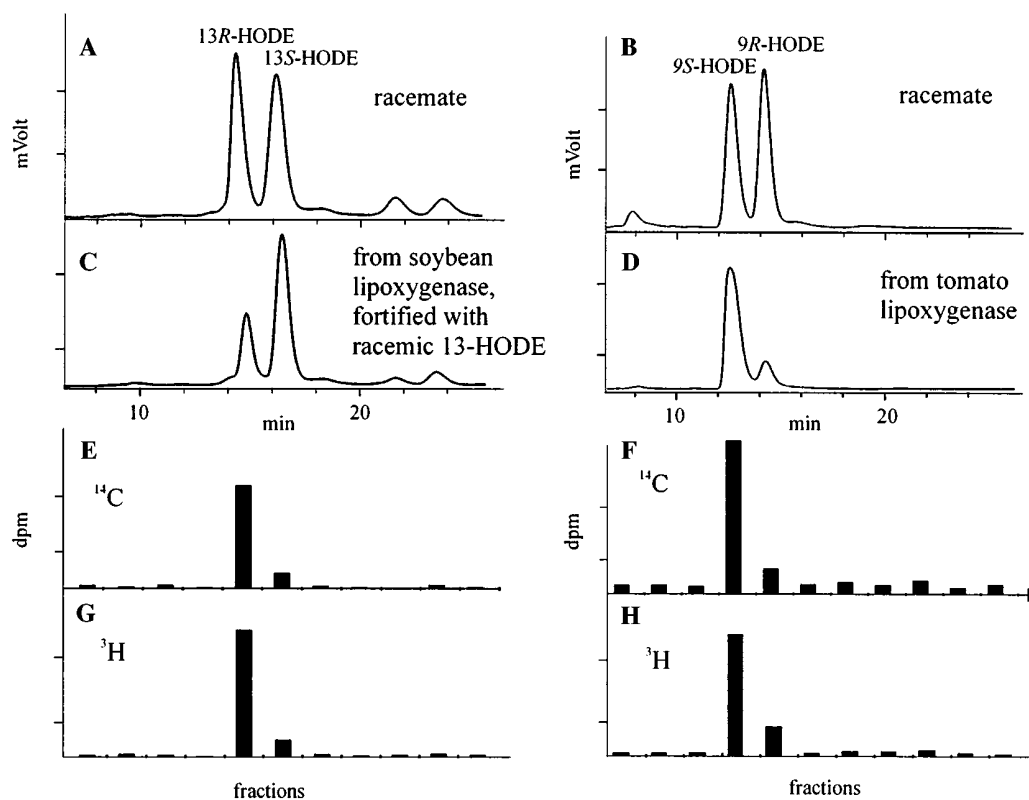 A
13R-HODE
13S-HODE
racemate
mVolt
B
9R-HODE
9S-HODE
racemate
mVolt
C
from soybean
lipoxygenase,
fortified with
racemic 13-HODE
10
20
min
D
from tomato
lipoxygenase
10
20
min
E
14C
dpm
F
14C
dpm
G
3H
fractions
H
3H
fractions